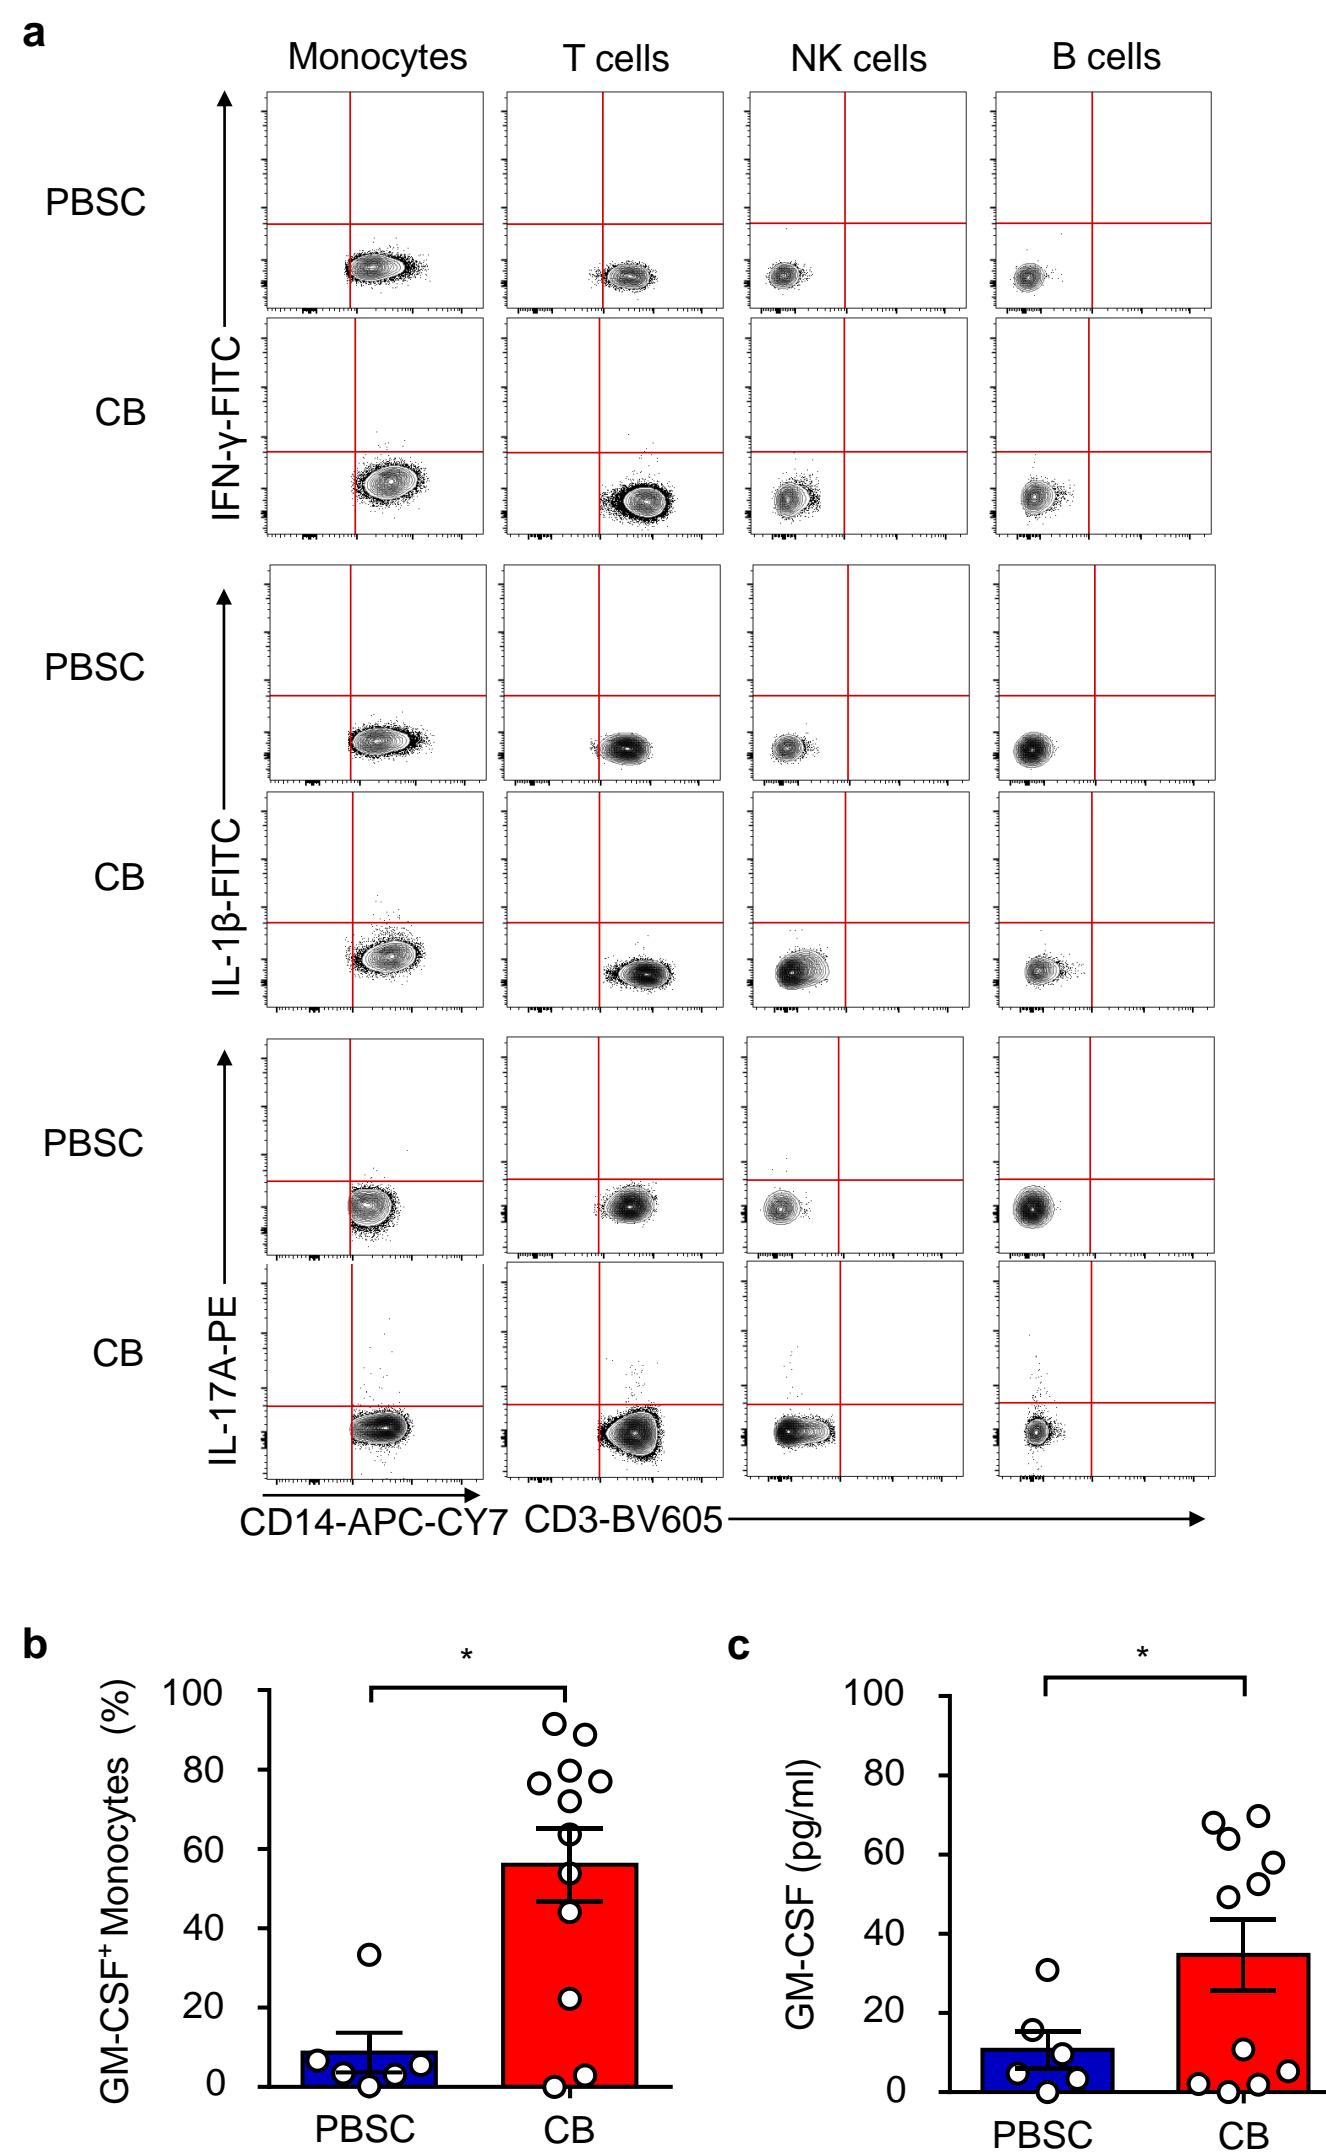 a
Monocytes T cells NK cells B cells
PBSC
CB
IFN-γ-FITC
PBSC
CB
IL-1β-FITC
PBSC
CB
IL-17A-PE
CD14-APC-CY7 CD3-BV605
b
*
GM-CSF⁺ Monocytes (%)
100
80
60
40
20
0
PBSC CB
c
*
GM-CSF (pg/ml)
100
80
60
40
20
0
PBSC CB